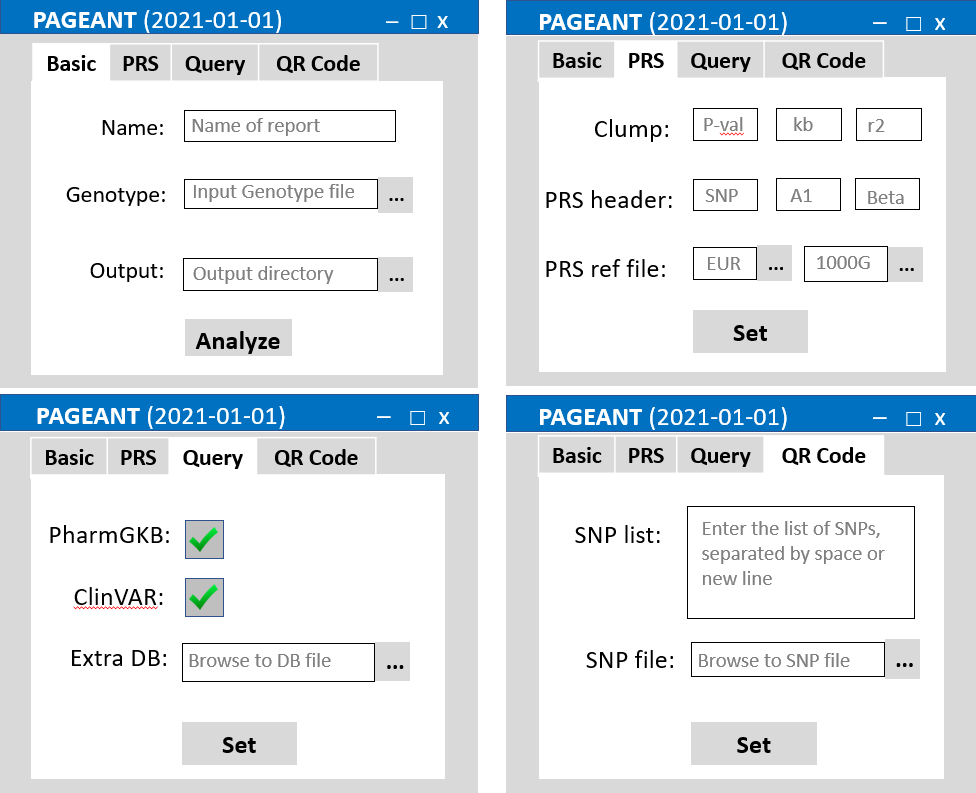 PAGEANT (2021-01-01) – □ x
Basic PRS Query QR Code
Name: Name of report
Genotype: Input Genotype file ...
Output: Output directory ...
Analyze
PAGEANT (2021-01-01) – □ x
Basic PRS Query QR Code
Clump: P-val kb r2
PRS header: SNP A1 Beta
PRS ref file: EUR ... 1000G ...
Set
PAGEANT (2021-01-01) – □ x
Basic PRS Query QR Code
PharmGKB:
ClinVAR:
Extra DB: Browse to DB file ...
Set
PAGEANT (2021-01-01) – □ x
Basic PRS Query QR Code
SNP list: Enter the list of SNPs,
separated by space or
new line
SNP file: Browse to SNP file ...
Set